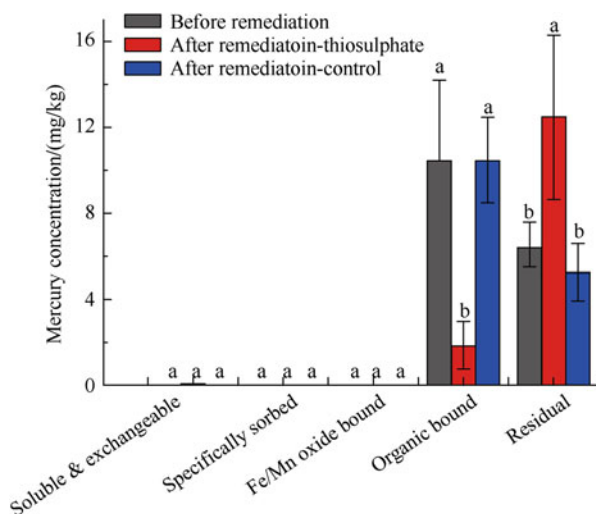 Before remediation
After remediatoin-thiosulphate
After remediatoin-control
Mercury concentration/(mg/kg)
16
12
8
4
0
a a a
a a a
a a a
a b a
b a b
Soluble & exchangeable
Specifically sorbed
Fe/Mn oxide bound
Organic bound
Residual